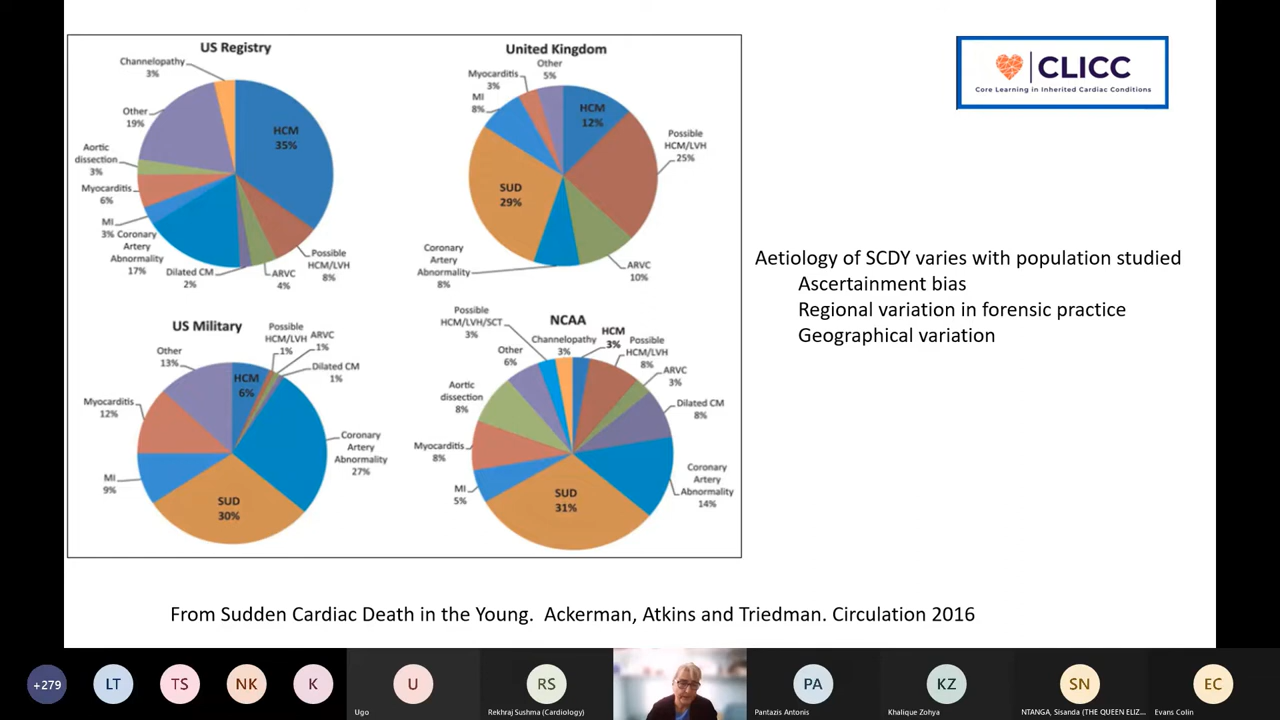 US Registry
Channelopathy
3%
Other
19%
Aortic
dissection
3%
Myocarditis
6%
MI
3%
Coronary
Artery
Abnormality
17%
Dilated CM
2%
ARVC
4%
Possible
HCM/LVH
8%
HCM
35%
United Kingdom
Other
5%
Myocarditis
3%
MI
8%
HCM
12%
Possible
HCM/LVH
25%
SUD
29%
Coronary
Artery
Abnormality
8%
ARVC
10%
US Military
Possible
HCM/LVH
1%
ARVC
1%
Other
13%
HCM
6%
Dilated CM
1%
Myocarditis
12%
Coronary
Artery
Abnormality
27%
MI
9%
SUD
30%
NCAA
Possible
HCM/LVH/SCT
3%
Channelopathy
3%
HCM
3%
Possible
HCM/LVH
8%
Other
6%
ARVC
3%
Aortic
dissection
8%
Dilated CM
8%
Myocarditis
8%
Coronary
Artery
Abnormality
14%
MI
5%
SUD
31%
CLICC
Core Learning in Inherited Cardiac Conditions
Aetiology of SCDY varies with population studied
Ascertainment bias
Regional variation in forensic practice
Geographical variation
From Sudden Cardiac Death in the Young. Ackerman, Atkins and Triedman. Circulation 2016
+279
LT
TS
NK
K
U
Ugo
RS
Rekhraj Sushma (Cardiology)
PA
Pantazis Antonis
KZ
Khalique Zohya
SN
NTANGA, Sisanda (THE QUEEN ELIZ...
EC
Evans Colin